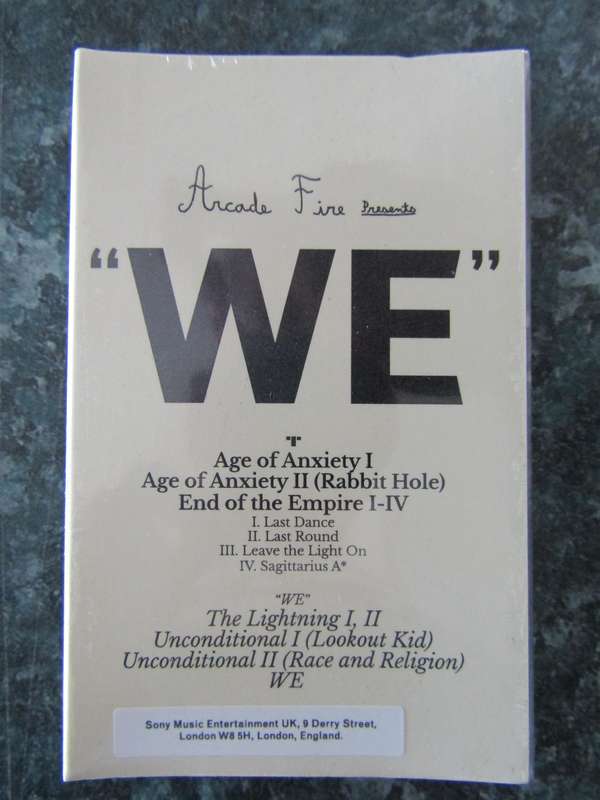 Arcade Fire Presents
“WE”
"I"
Age of Anxiety I
Age of Anxiety II (Rabbit Hole)
End of the Empire I-IV
I. Last Dance
II. Last Round
III. Leave the Light On
IV. Sagittarius A*
“WE”
The Lightning I, II
Unconditional I (Lookout Kid)
Unconditional II (Race and Religion)
WE
Sony Music Entertainment UK, 9 Derry Street,
London W8 5H, London, England.